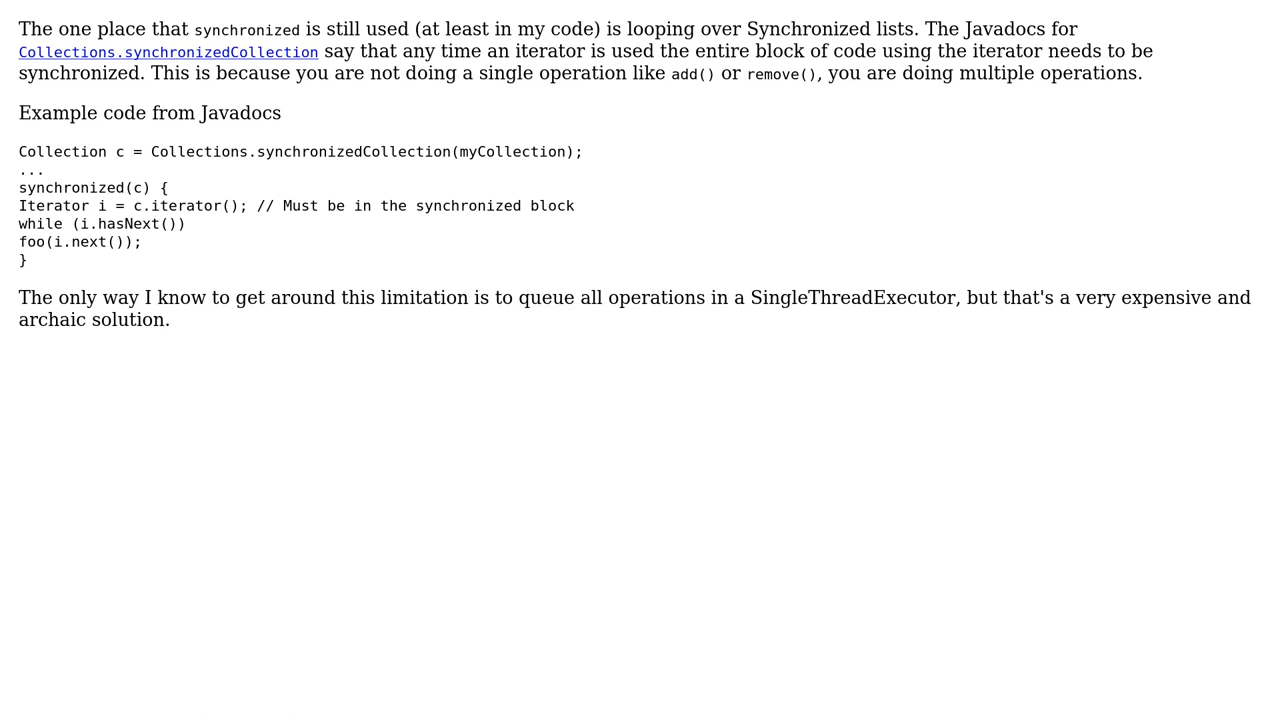 The one place that synchronized is still used (at least in my code) is looping over Synchronized lists. The Javadocs for
Collections.synchronizedCollection say that any time an iterator is used the entire block of code using the iterator needs to be
synchronized. This is because you are not doing a single operation like add() or remove(), you are doing multiple operations.
Example code from Javadocs
Collection c = Collections.synchronizedCollection(myCollection);
...
synchronized(c) {
Iterator i = c.iterator(); // Must be in the synchronized block
while (i.hasNext())
foo(i.next());
}
The only way I know to get around this limitation is to queue all operations in a SingleThreadExecutor, but that's a very expensive and
archaic solution.